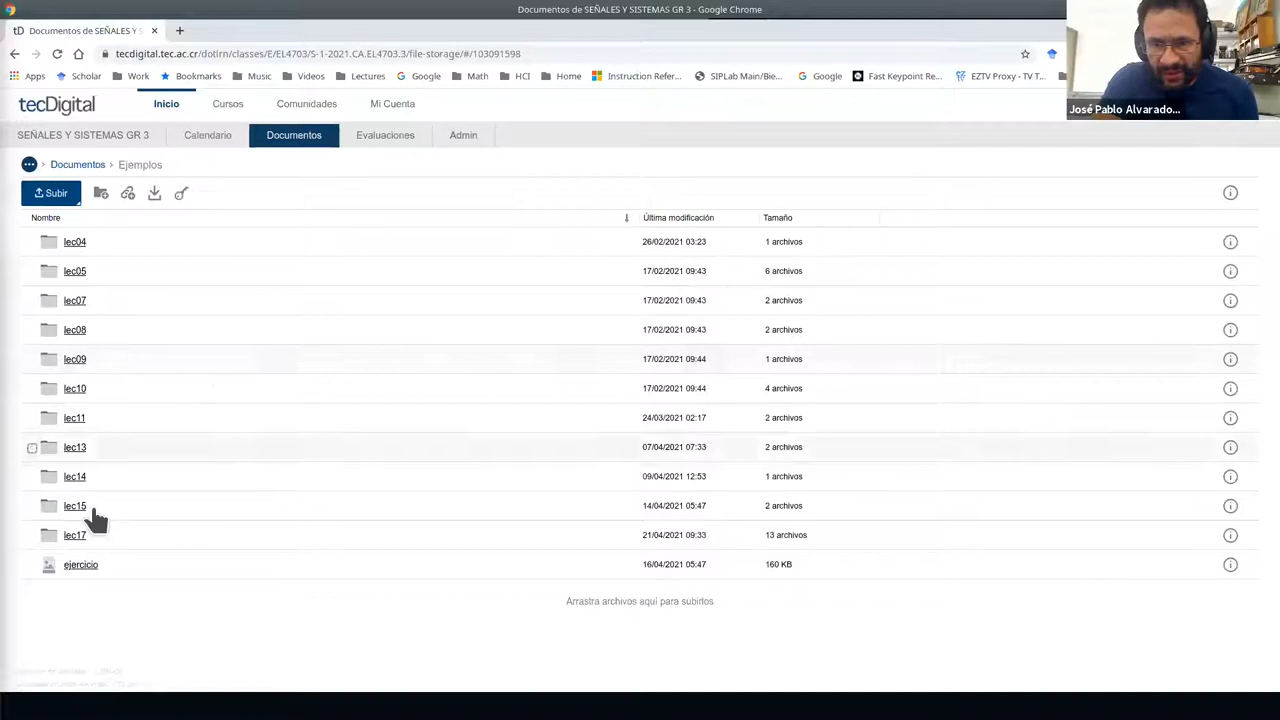 Documentos de SEÑALES Y SISTEMAS GR 3 - Google Chrome
tD Documentos de SEÑALES Y S
tecdigital.tec.ac.cr/dotlrn/classes/E/EL4703/S-1-2021.CA.EL4703.3/file-storage/#/103091598
Apps Scholar Work Bookmarks Music Videos Lectures Google Math HCI Home Instruction Refer... SIPLab Main/Bie... Google Fast Keypoint Re... EZTV Proxy - TV T...
José Pablo Alvarado...
tecDigital Inicio Cursos Comunidades Mi Cuenta
SEÑALES Y SISTEMAS GR 3 Calendario Documentos Evaluaciones Admin
Documentos > Ejemplos
Subir
Nombre ↓ Última modificación Tamaño
lec04 26/02/2021 03:23 1 archivos
lec05 17/02/2021 09:43 6 archivos
lec07 17/02/2021 09:43 2 archivos
lec08 17/02/2021 09:43 2 archivos
lec09 17/02/2021 09:44 1 archivos
lec10 17/02/2021 09:44 4 archivos
lec11 24/03/2021 02:17 2 archivos
lec13 07/04/2021 07:33 2 archivos
lec14 09/04/2021 12:53 1 archivos
lec15 14/04/2021 05:47 2 archivos
lec17 21/04/2021 09:33 13 archivos
ejercicio 16/04/2021 05:47 160 KB
Arrastra archivos aquí para subirlos